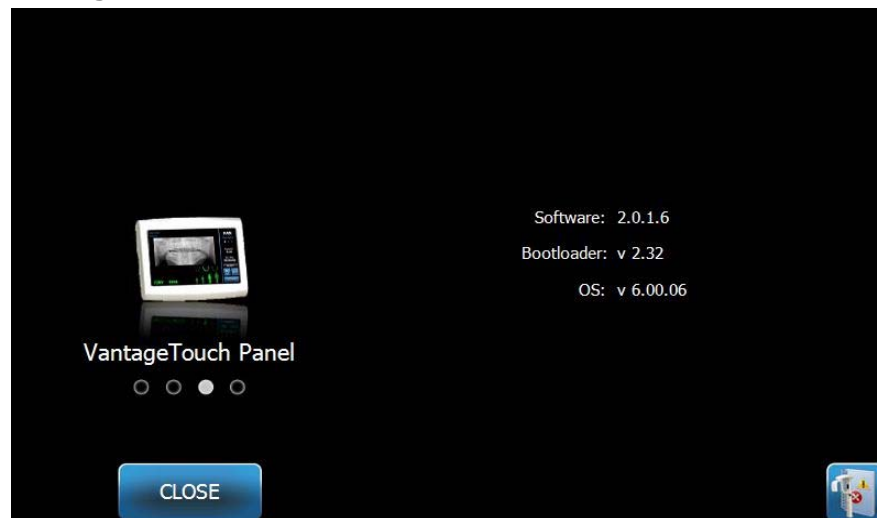 Software: 2.0.1.6
Bootloader: v 2.32
OS: v 6.00.06
VantageTouch Panel
CLOSE